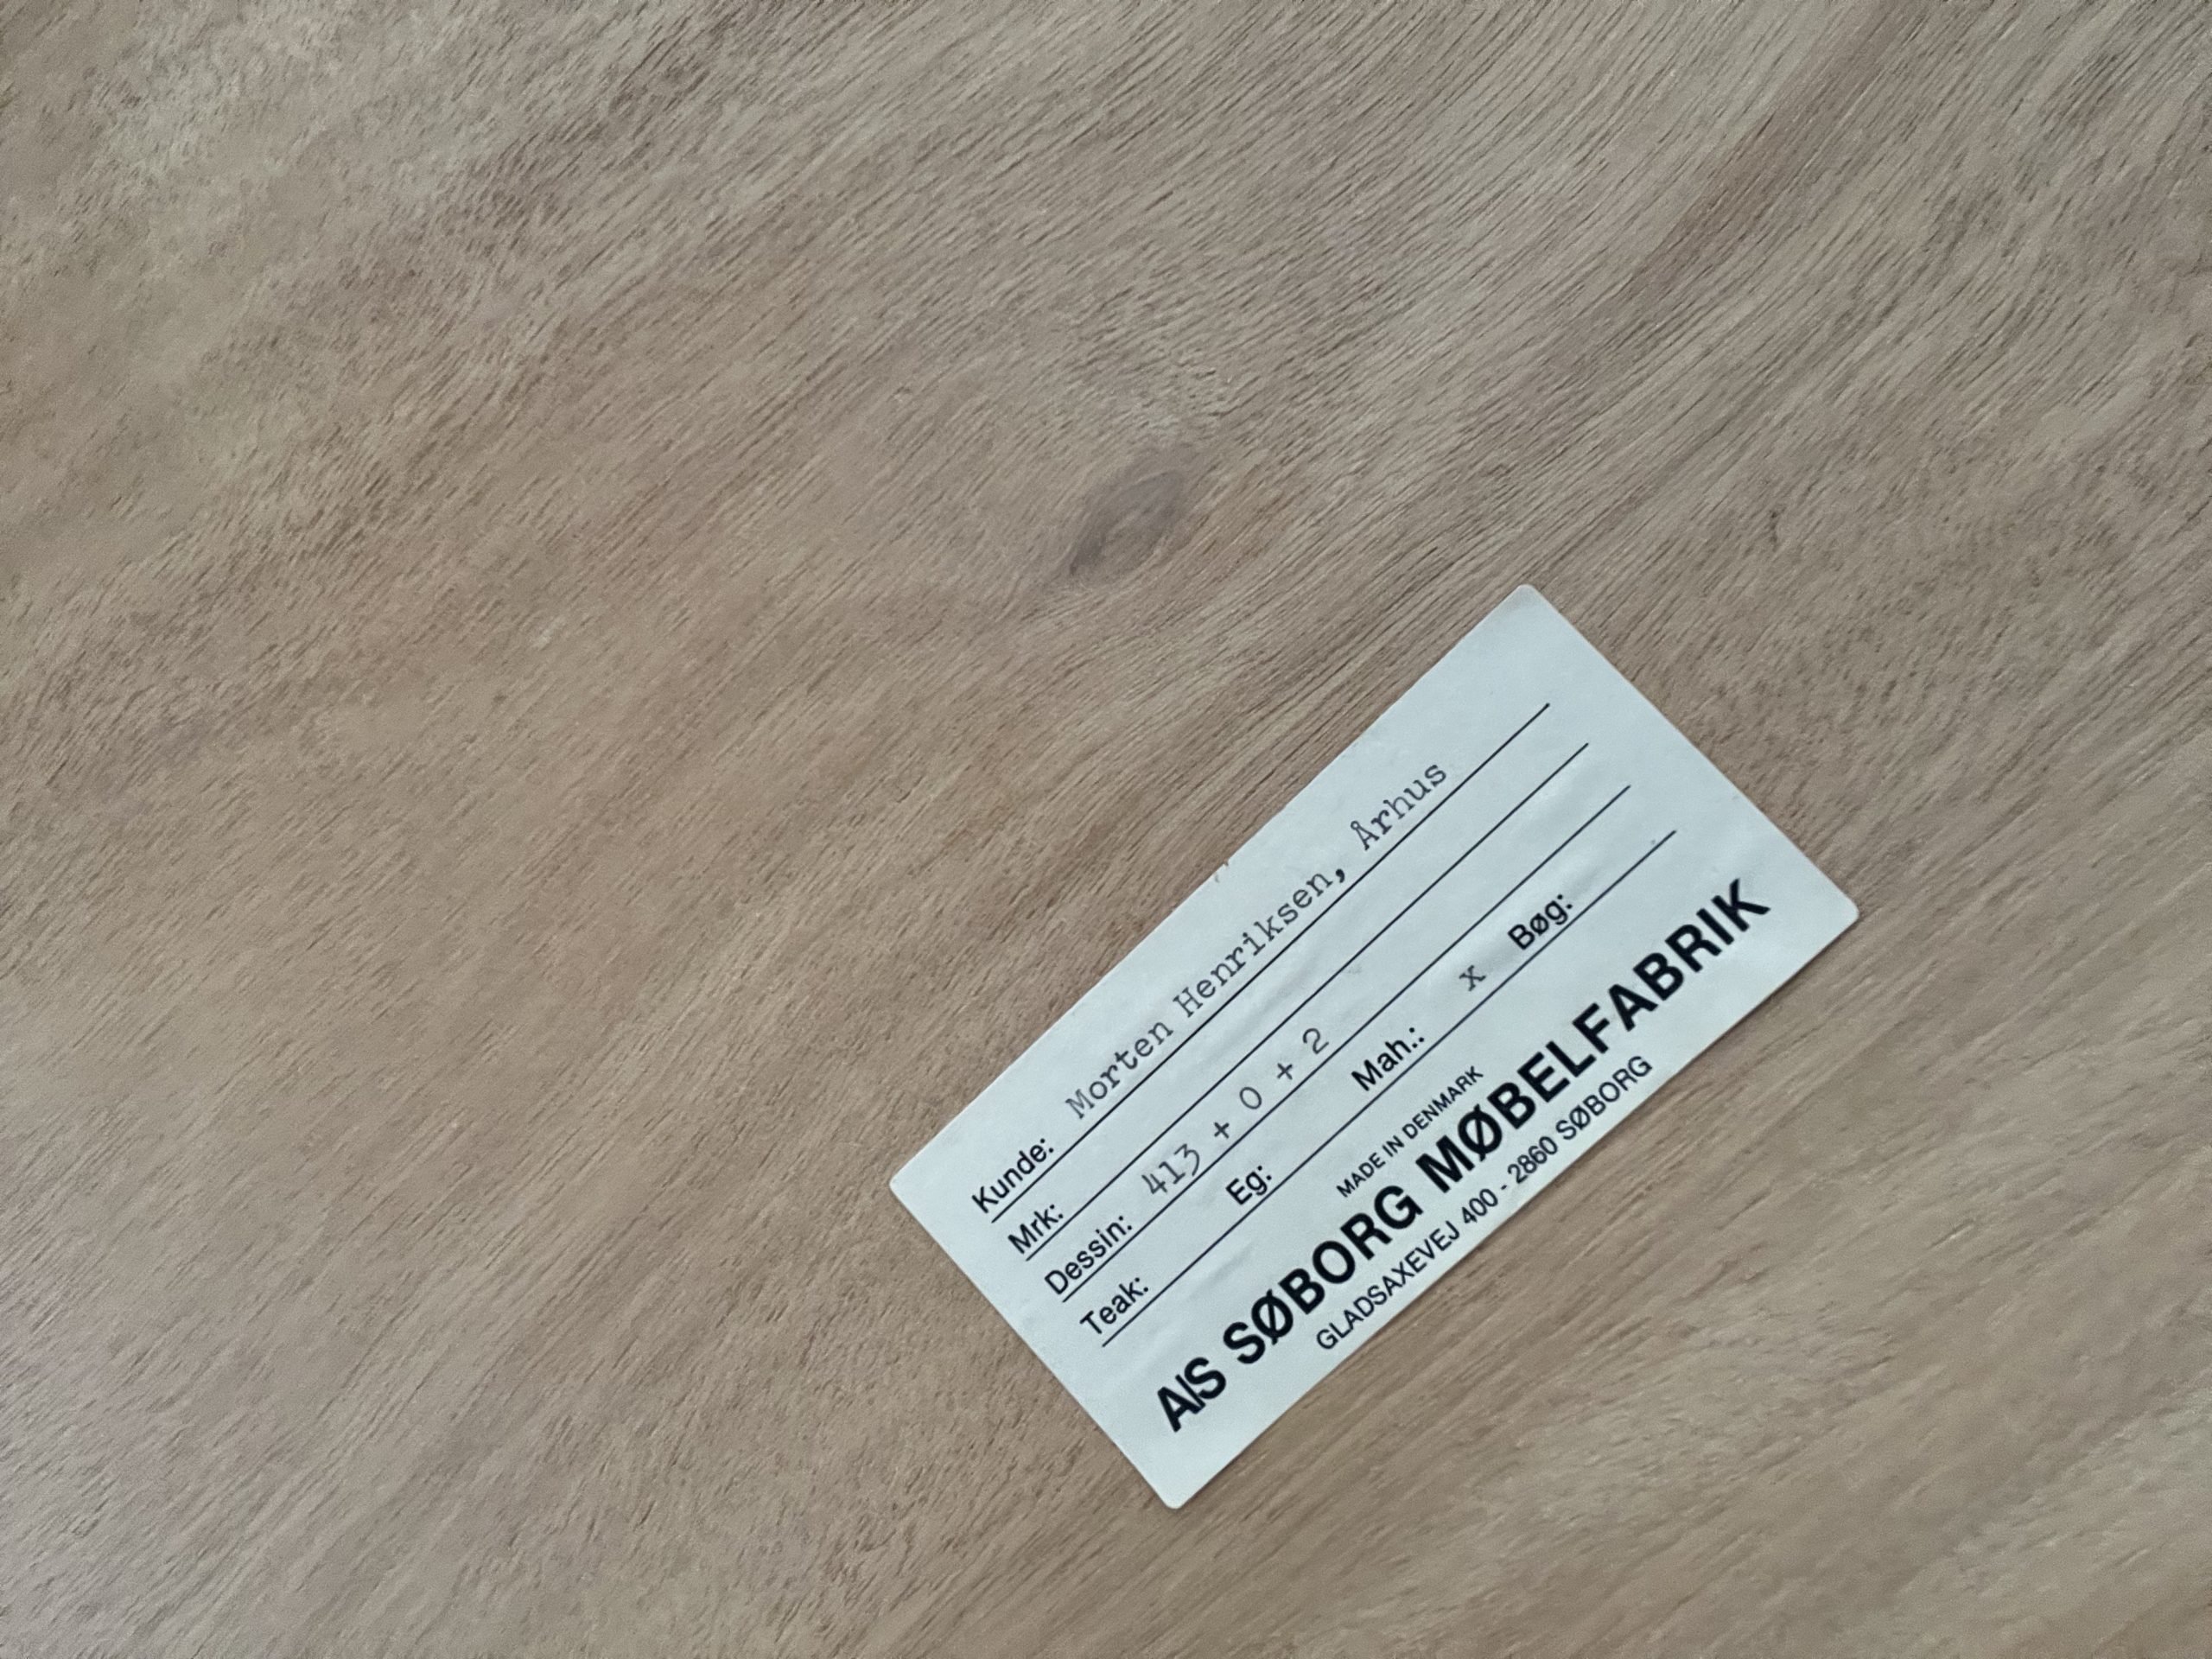 Kunde: Morten Henriksen, Århus
Mrk:
Dessin: 413 + 0 + 2
Teak: Eg: Mah.: x Bøg:
MADE IN DENMARK
A/S SØBORG MØBELFABRIK
GLADSAXEVEJ 400 - 2860 SØBORG